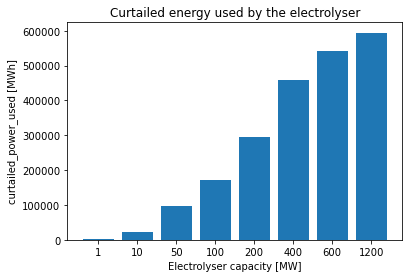 Curtailed energy used by the electrolyser
curtailed_power_used [MWh]
600000
500000
400000
300000
200000
100000
0
1 10 50 100 200 400 600 1200
Electrolyser capacity [MW]